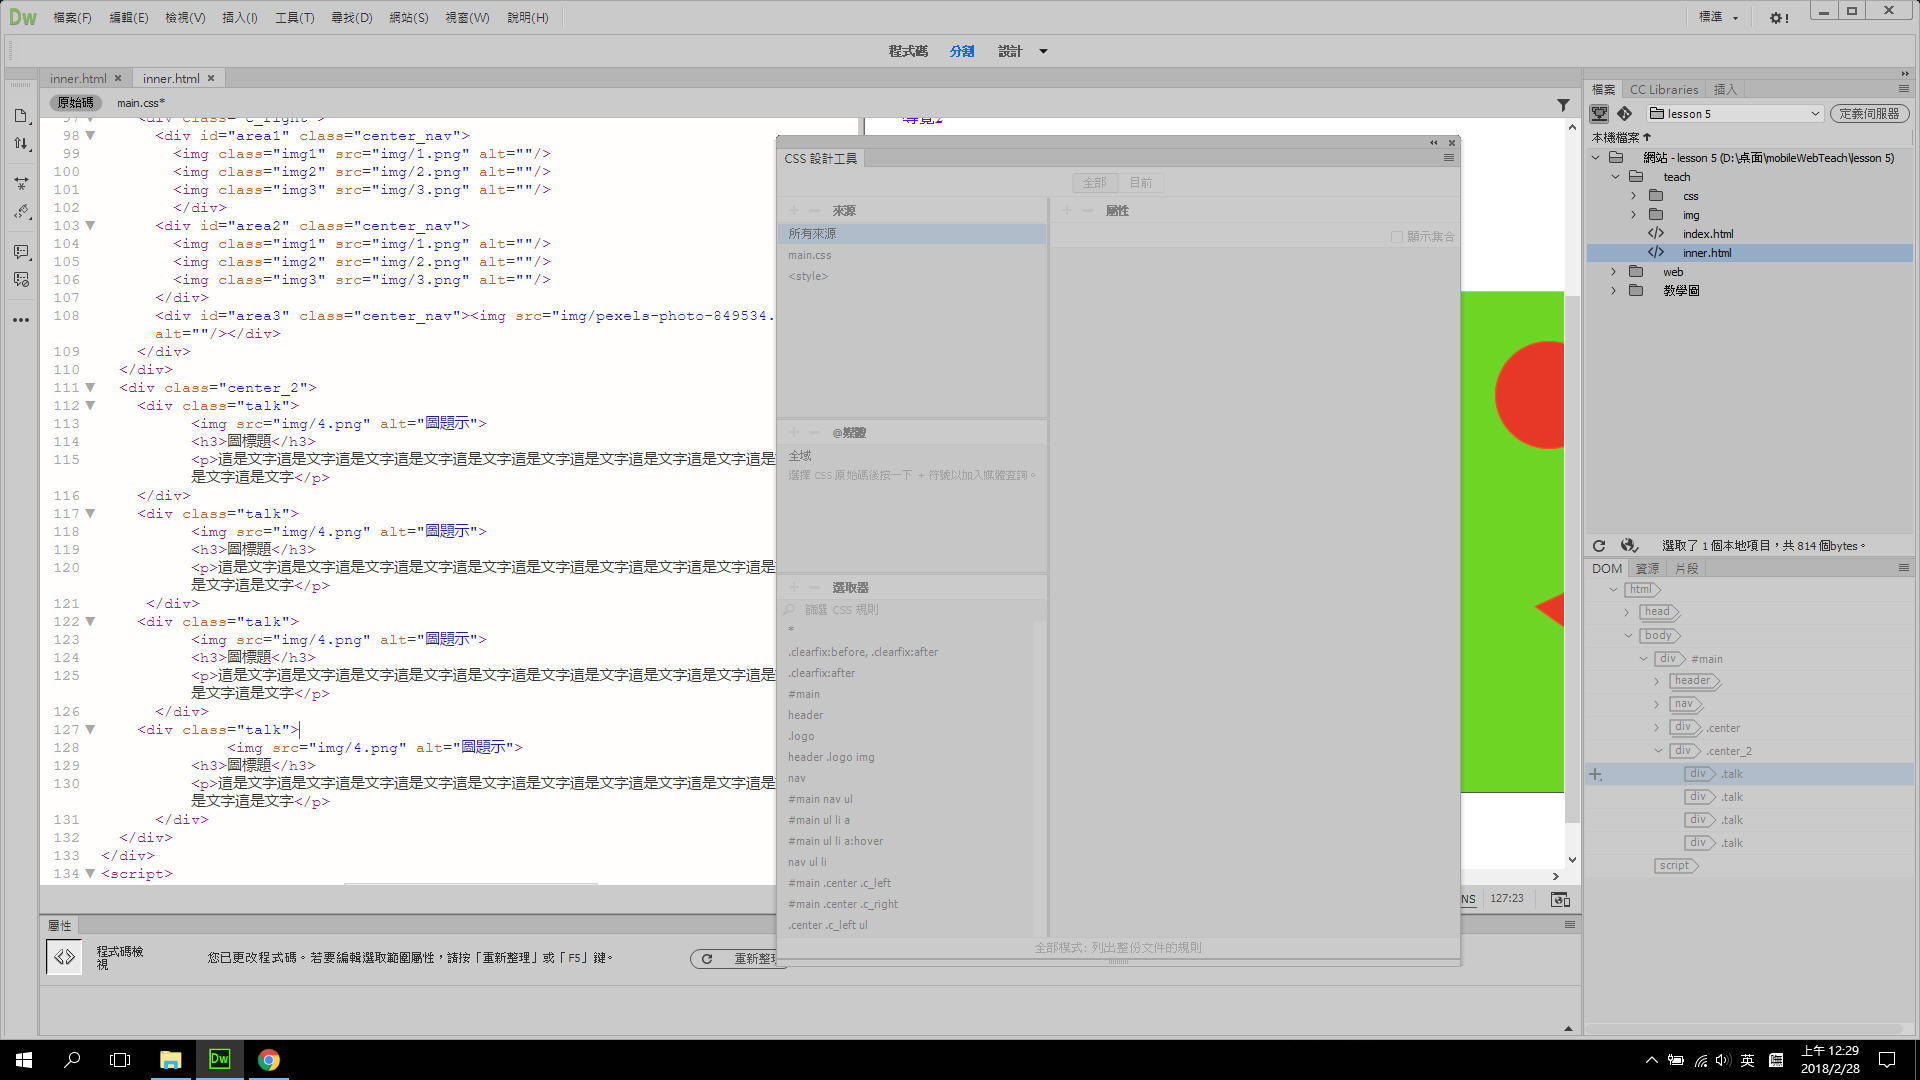 Dw 檔案(F) 編輯(E) 檢視(V) 插入(I) 工具(T) 尋找(D) 網站(S) 視窗(W) 說明(H) 標準
程式碼 分割 設計
inner.html inner.html
原始碼 main.css*
97 <div class="c_right">
98 <div id="area1" class="center_nav">
99 <img class="img1" src="img/1.png" alt=""/>
100 <img class="img2" src="img/2.png" alt=""/>
101 <img class="img3" src="img/3.png" alt=""/>
102 </div>
103 <div id="area2" class="center_nav">
104 <img class="img1" src="img/1.png" alt=""/>
105 <img class="img2" src="img/2.png" alt=""/>
106 <img class="img3" src="img/3.png" alt=""/>
107 </div>
108 <div id="area3" class="center_nav"><img src="img/pexels-photo-849534.
alt=""/></div>
109 </div>
110 </div>
111 <div class="center_2">
112 <div class="talk">
113 <img src="img/4.png" alt="圖題示">
114 <h3>圖標題</h3>
115 <p>這是文字這是文字這是文字這是文字這是文字這是文字這是文字這是文字這是文字這是
是文字這是文字</p>
116 </div>
117 <div class="talk">
118 <img src="img/4.png" alt="圖題示">
119 <h3>圖標題</h3>
120 <p>這是文字這是文字這是文字這是文字這是文字這是文字這是文字這是文字這是文字這是
是文字這是文字</p>
121 </div>
122 <div class="talk">
123 <img src="img/4.png" alt="圖題示">
124 <h3>圖標題</h3>
125 <p>這是文字這是文字這是文字這是文字這是文字這是文字這是文字這是文字這是文字這是
是文字這是文字</p>
126 </div>
127 <div class="talk">
128 <img src="img/4.png" alt="圖題示">
129 <h3>圖標題</h3>
130 <p>這是文字這是文字這是文字這是文字這是文字這是文字這是文字這是文字這是文字這是
是文字這是文字</p>
131 </div>
132 </div>
133 </div>
134 <script>
導覽2
CSS 設計工具
全部 目前
來源
所有來源
main.css
<style>
@媒體
全域
選擇 CSS 原始碼後按一下 + 符號以加入媒體查詢。
選取器
篩選 CSS 規則
*
.clearfix:before, .clearfix:after
.clearfix:after
#main
header
.logo
header .logo img
nav
#main nav ul
#main ul li a
#main ul li a:hover
nav ul li
#main .center .c_left
#main .center .c_right
.center .c_left ul
屬性
顯示集合
全部模式: 列出整份文件的規則
NS 127:23
屬性
程式碼檢
視
您已更改程式碼。若要編輯選取範圍屬性，請按「重新整理」或「F5」鍵。
重新整理
檔案 CC Libraries 插入
lesson 5 定義伺服器
本機檔案
網站 - lesson 5 (D:\桌面\mobileWebTeach\lesson 5)
teach
css
img
index.html
inner.html
web
教學圖
選取了 1 個本地項目，共 814 個bytes。
DOM 資源 片段
html
head
body
div #main
header
nav
div .center
div .center_2
div .talk
div .talk
div .talk
div .talk
script
Dw
英
上午 12:29
2018/2/28